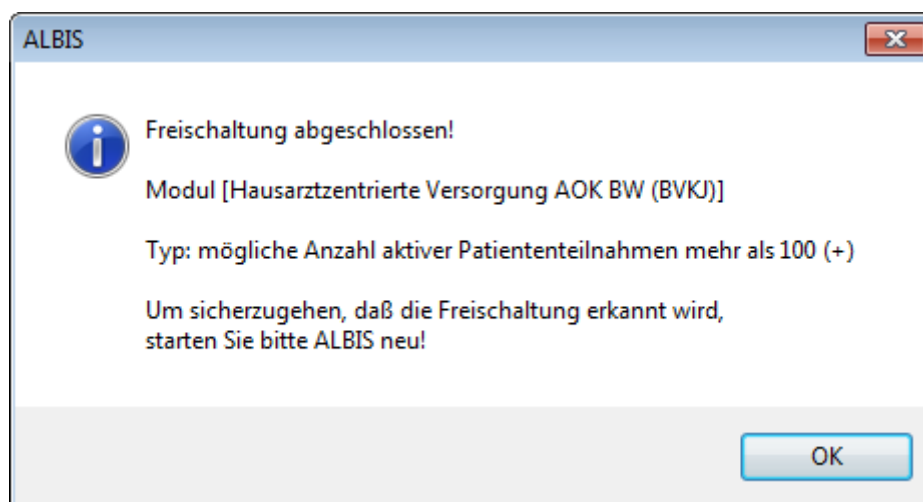 ALBIS
Freischaltung abgeschlossen!
Modul [Hausarztzentrierte Versorgung AOK BW (BVKJ)]
Typ: mögliche Anzahl aktiver Patiententeilnahmen mehr als 100 (+)
Um sicherzugehen, daß die Freischaltung erkannt wird,
starten Sie bitte ALBIS neu!
OK